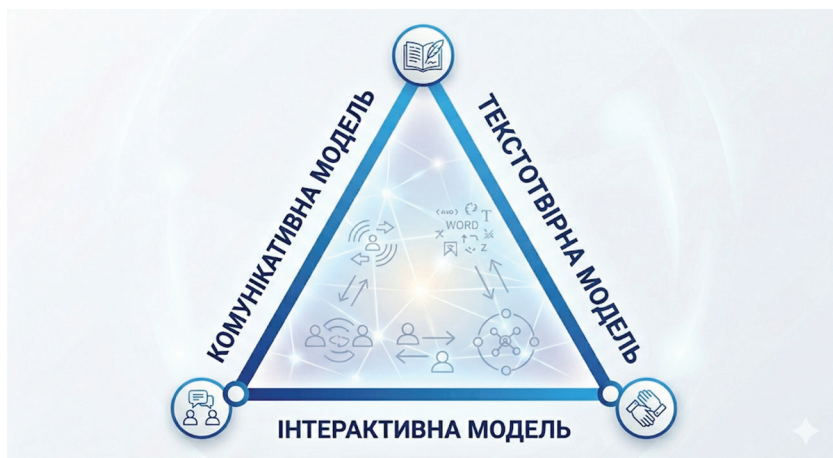 КОМУНІКАТИВНА МОДЕЛЬ
ТЕКСТОТВІРНА МОДЕЛЬ
T
WORD
Z
ІНТЕРАКТИВНА МОДЕЛЬ